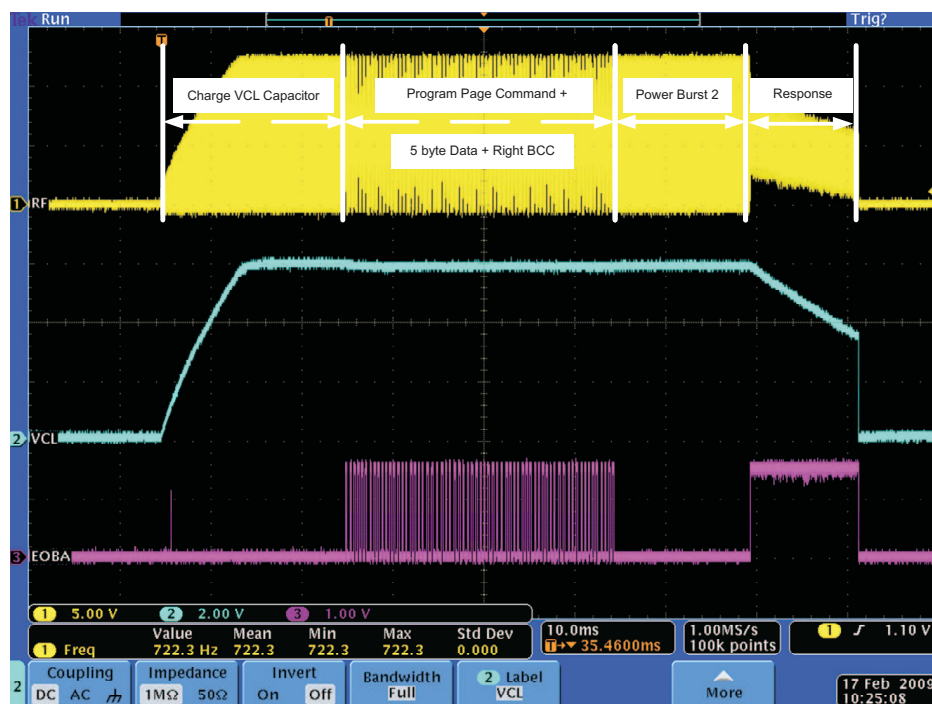 Tek Run
Trig?
T
T
Charge VCL Capacitor
Program Page Command +
Power Burst 2
Response
5 byte Data + Right BCC
1 RF
2 VCL
3 EOBA
1 5.00 V
2 2.00 V
3 1.00 V
Value Mean Min Max Std Dev
1 Freq 722.3 Hz 722.3 722.3 722.3 0.000
10.0ms
T→▼ 35.4600ms
1.00MS/s
100k points
1 ʃ 1.10 V
2
Coupling
DC AC
Impedance
1MΩ 50Ω
Invert
On Off
Bandwidth
Full
2 Label
VCL
More
17 Feb 2009
10:25:08